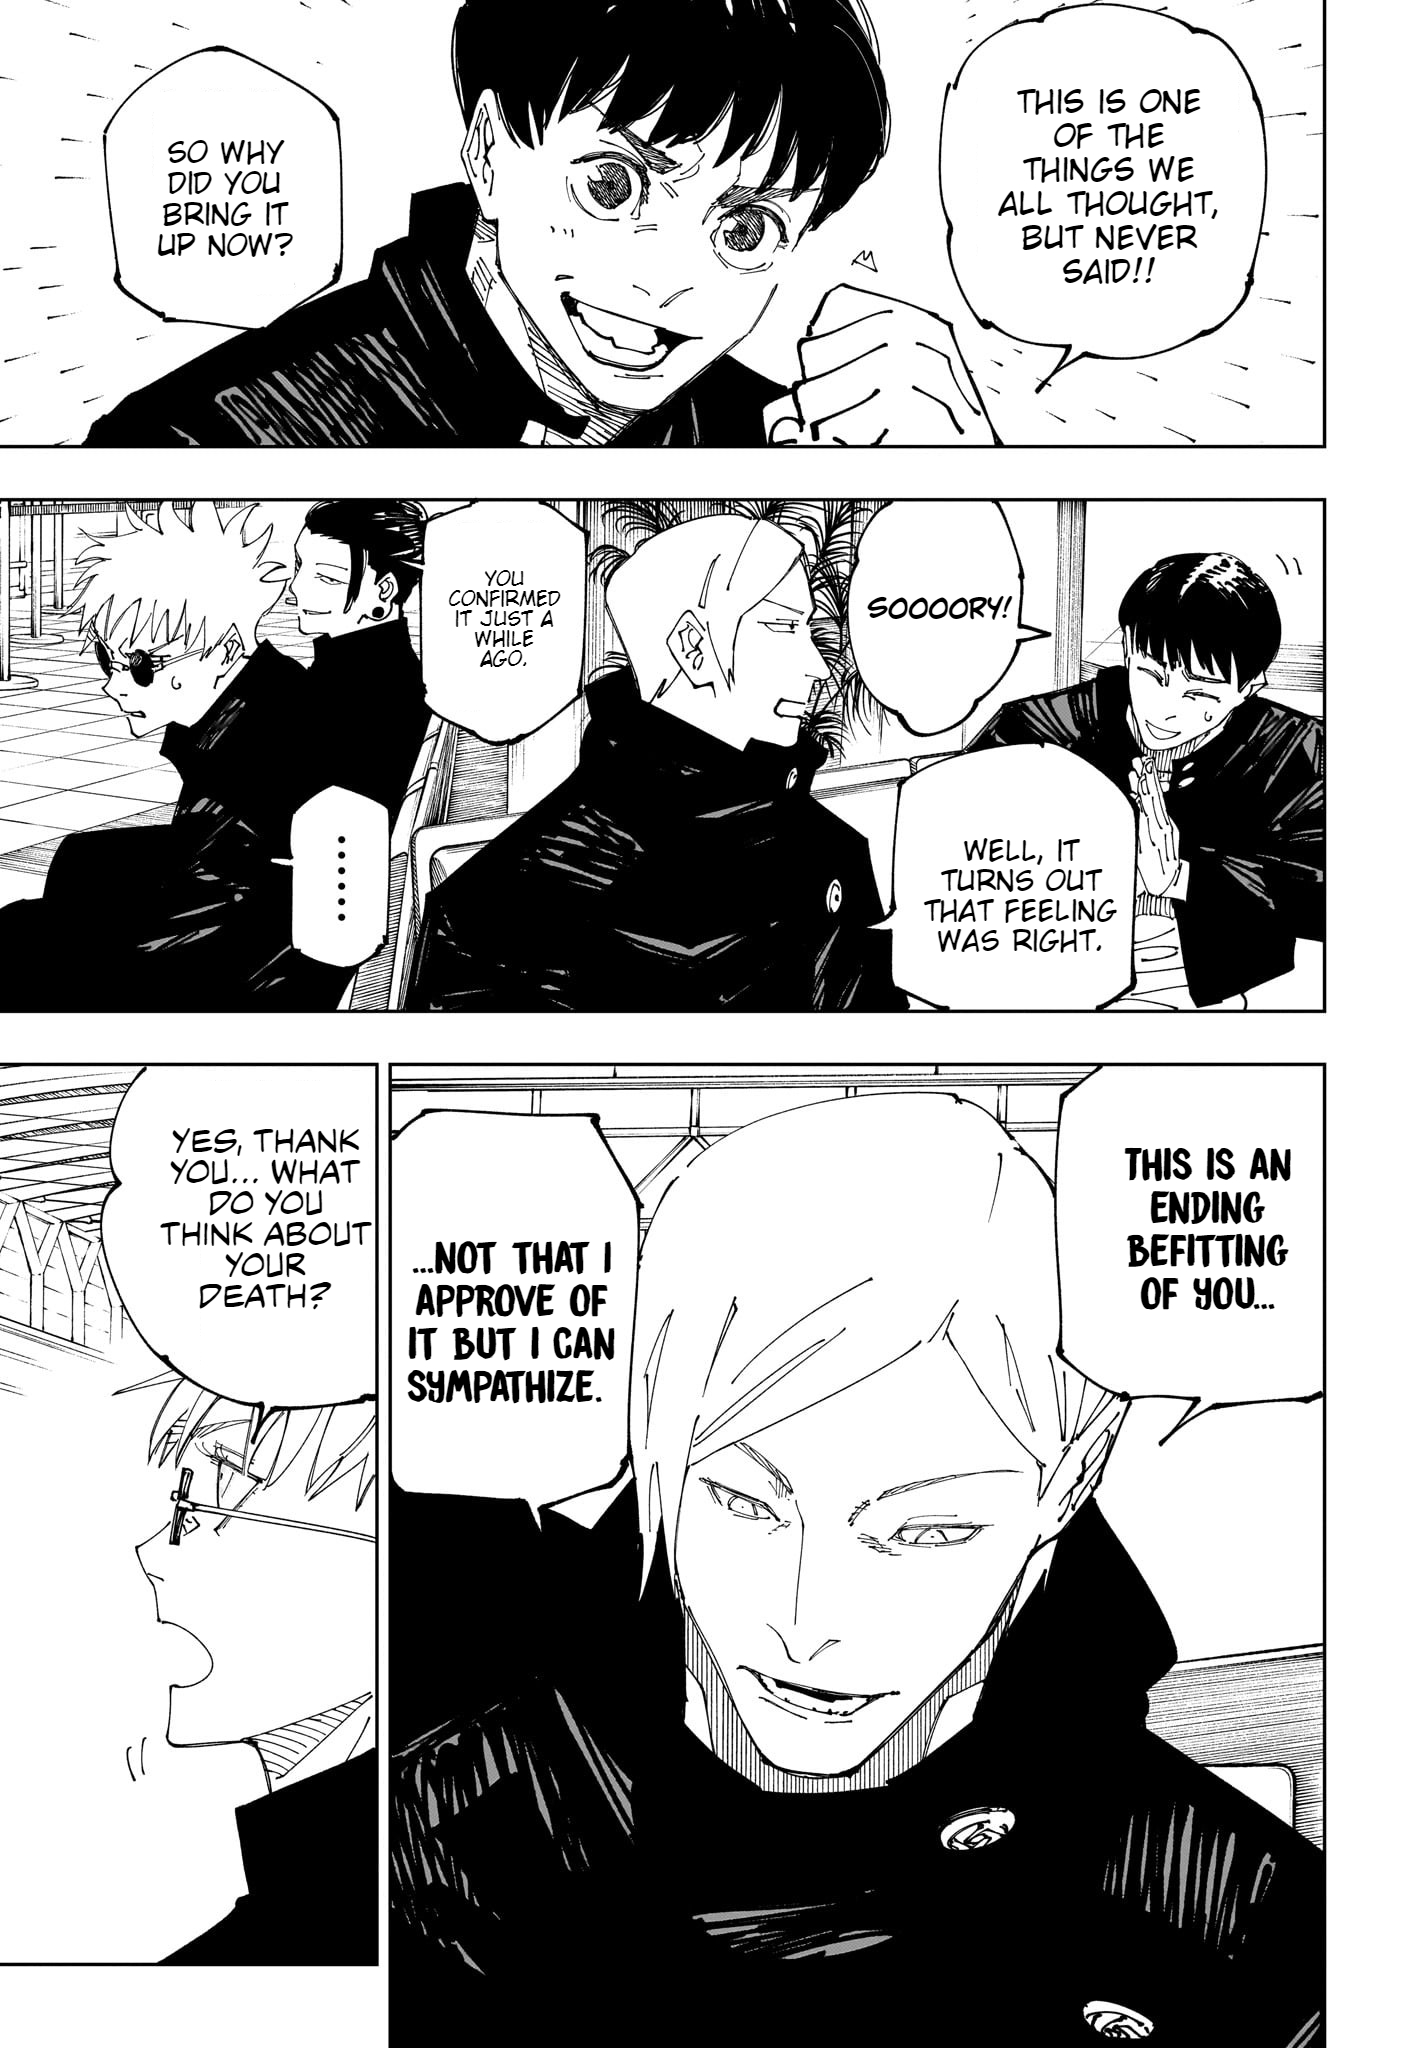 THIS IS ONE
OF THE
THINGS WE
ALL THOUGHT,
BUT NEVER
SAID!!
SO WHY
DID YOU
BRING IT
UP NOW?
SOOOORY!
WELL, IT
TURNS OUT
THAT FEELING
WAS RIGHT.
YOU
CONFIRMED
IT JUST A
WHILE
AGO.
......
THIS IS AN
ENDING
BEFITTING
OF YOU...
...NOT THAT I
APPROVE OF
IT BUT I CAN
SYMPATHIZE.
YES, THANK
YOU... WHAT
DO YOU
THINK ABOUT
YOUR
DEATH?